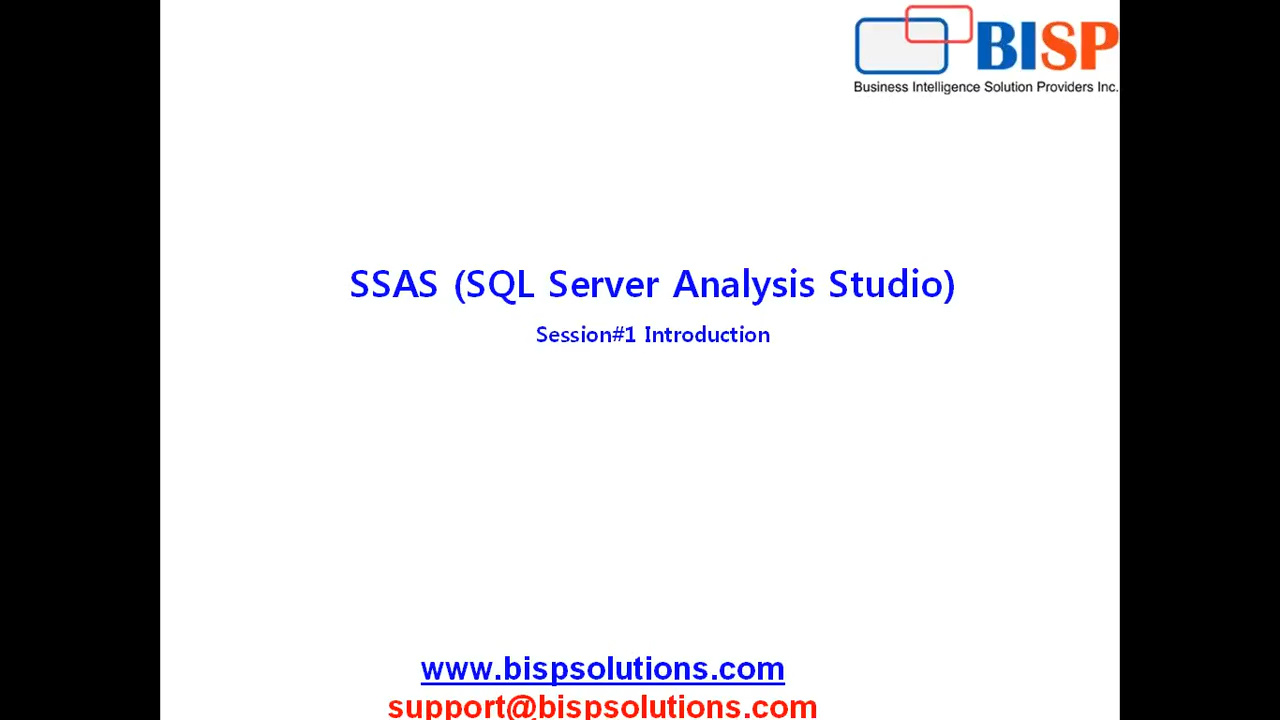 BISP
Business Intelligence Solution Providers Inc.
SSAS (SQL Server Analysis Studio)
Session#1 Introduction
www.bispsolutions.com
support@bispsolutions.com